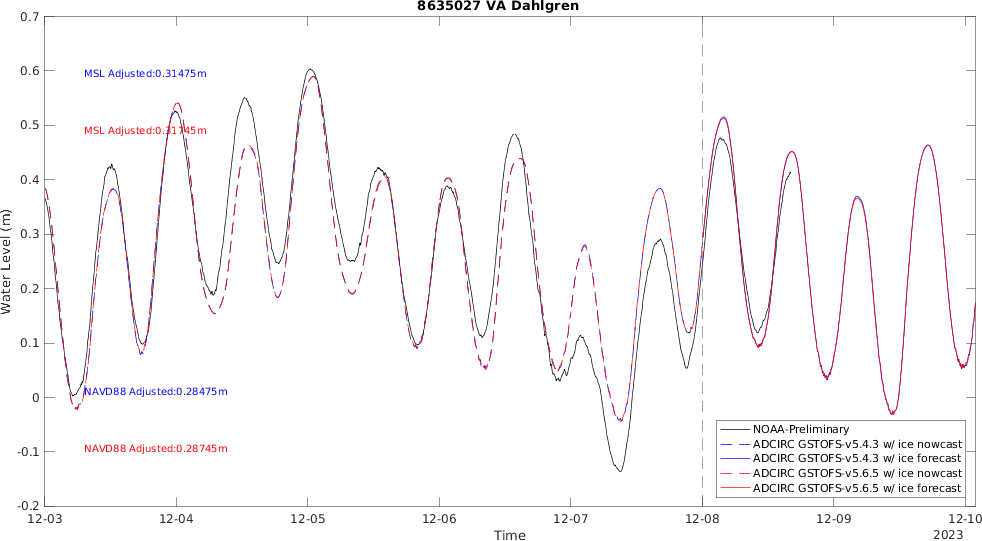 8635027 VA Dahlgren
0.7
0.6
0.5
0.4
0.3
0.2
0.1
0
-0.1
-0.2
Water Level (m)
MSL Adjusted:0.31475m
MSL Adjusted:0.31745m
NAVD88 Adjusted:0.28475m
NAVD88 Adjusted:0.28745m
NOAA-Preliminary
ADCIRC GSTOFS-v5.4.3 w/ ice nowcast
ADCIRC GSTOFS-v5.4.3 w/ ice forecast
ADCIRC GSTOFS-v5.6.5 w/ ice nowcast
ADCIRC GSTOFS-v5.6.5 w/ ice forecast
12-03 12-04 12-05 12-06 12-07 12-08 12-09 12-10
Time
2023